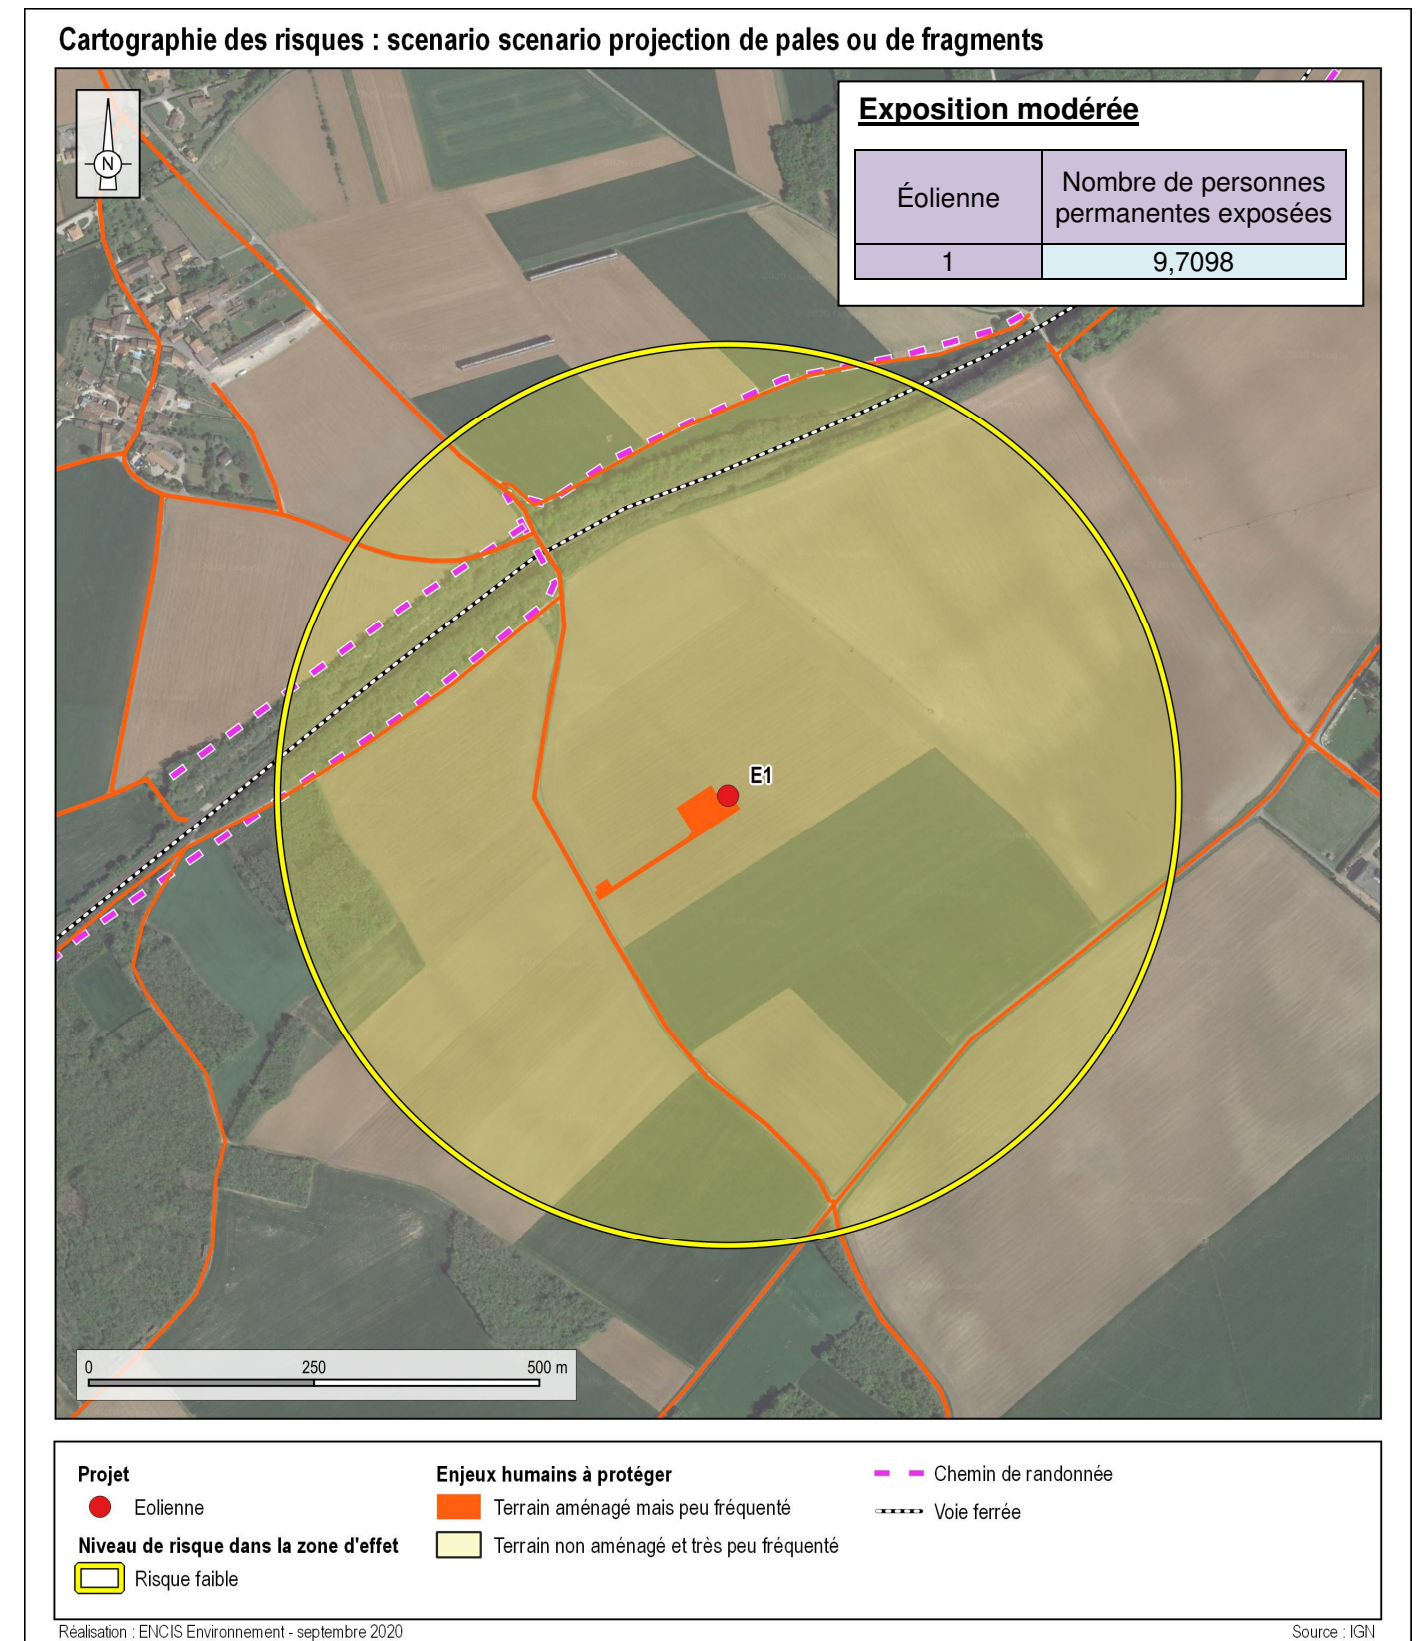 Cartographie des risques : scenario scenario projection de pales ou de fragments
N
Exposition modérée
Éolienne
Nombre de personnes
permanentes exposées
1
9,7098
E1
0
250
500 m
Projet
Eolienne
Niveau de risque dans la zone d'effet
Risque faible
Enjeux humains à protéger
Terrain aménagé mais peu fréquenté
Terrain non aménagé et très peu fréquenté
Chemin de randonnée
Voie ferrée
Réalisation : ENCIS Environnement - septembre 2020
Source : IGN